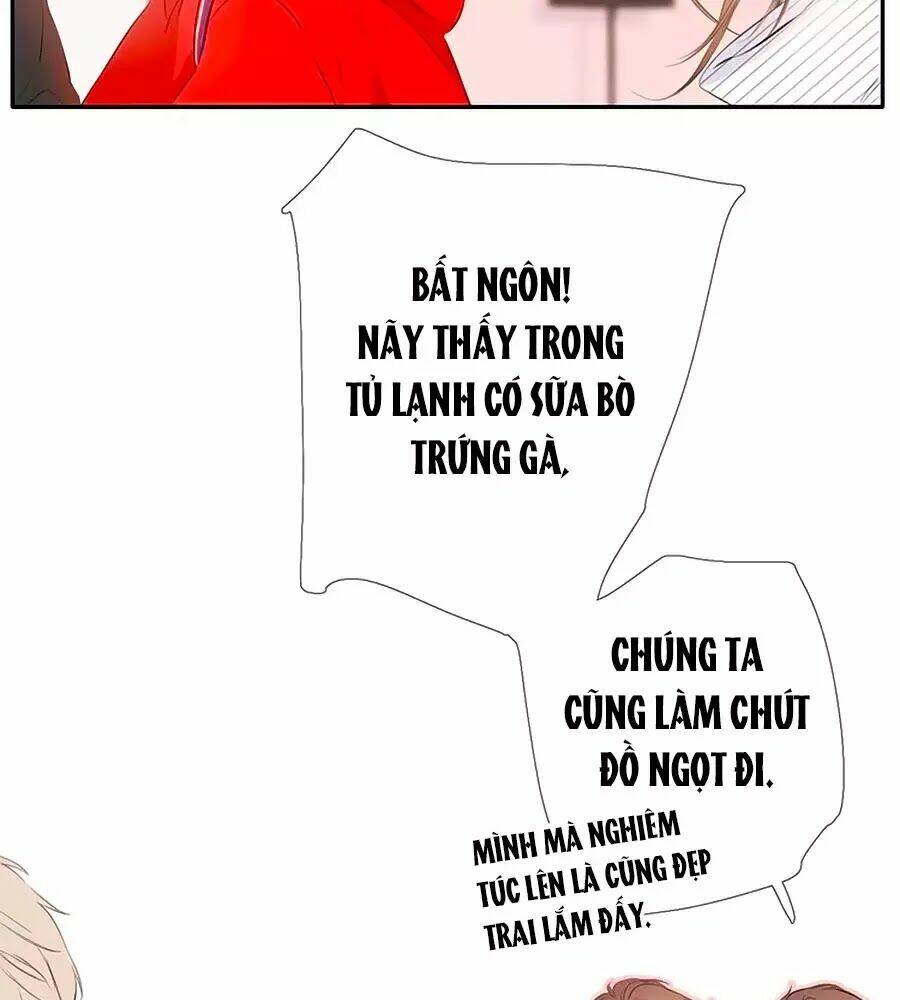 BẤT NGÔN!
NÃY THẤY TRONG
TỦ LẠNH CÓ SỮA BÒ
TRỨNG GÀ,
CHÚNG TA
CŨNG LÀM CHÚT
ĐỒ NGỌT ĐI.
MÌNH MÀ NGHIÊM
TÚC LÊN LÀ CŨNG ĐẸP
TRAI LẮM ĐẤY.